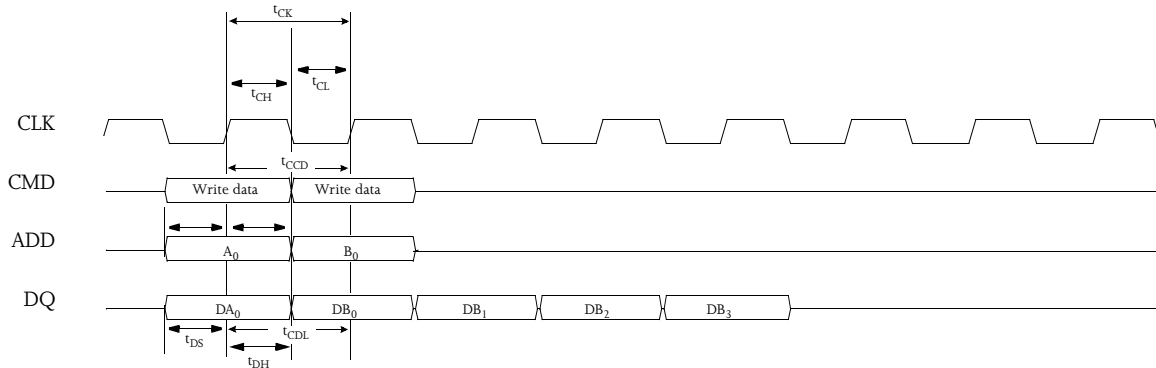 tCK
tCH
tCL
CLK
tCCD
CMD
Write data
Write data
ADD
A0
B0
DQ
DA0
DB0
DB1
DB2
DB3
tDS
tCDL
tDH